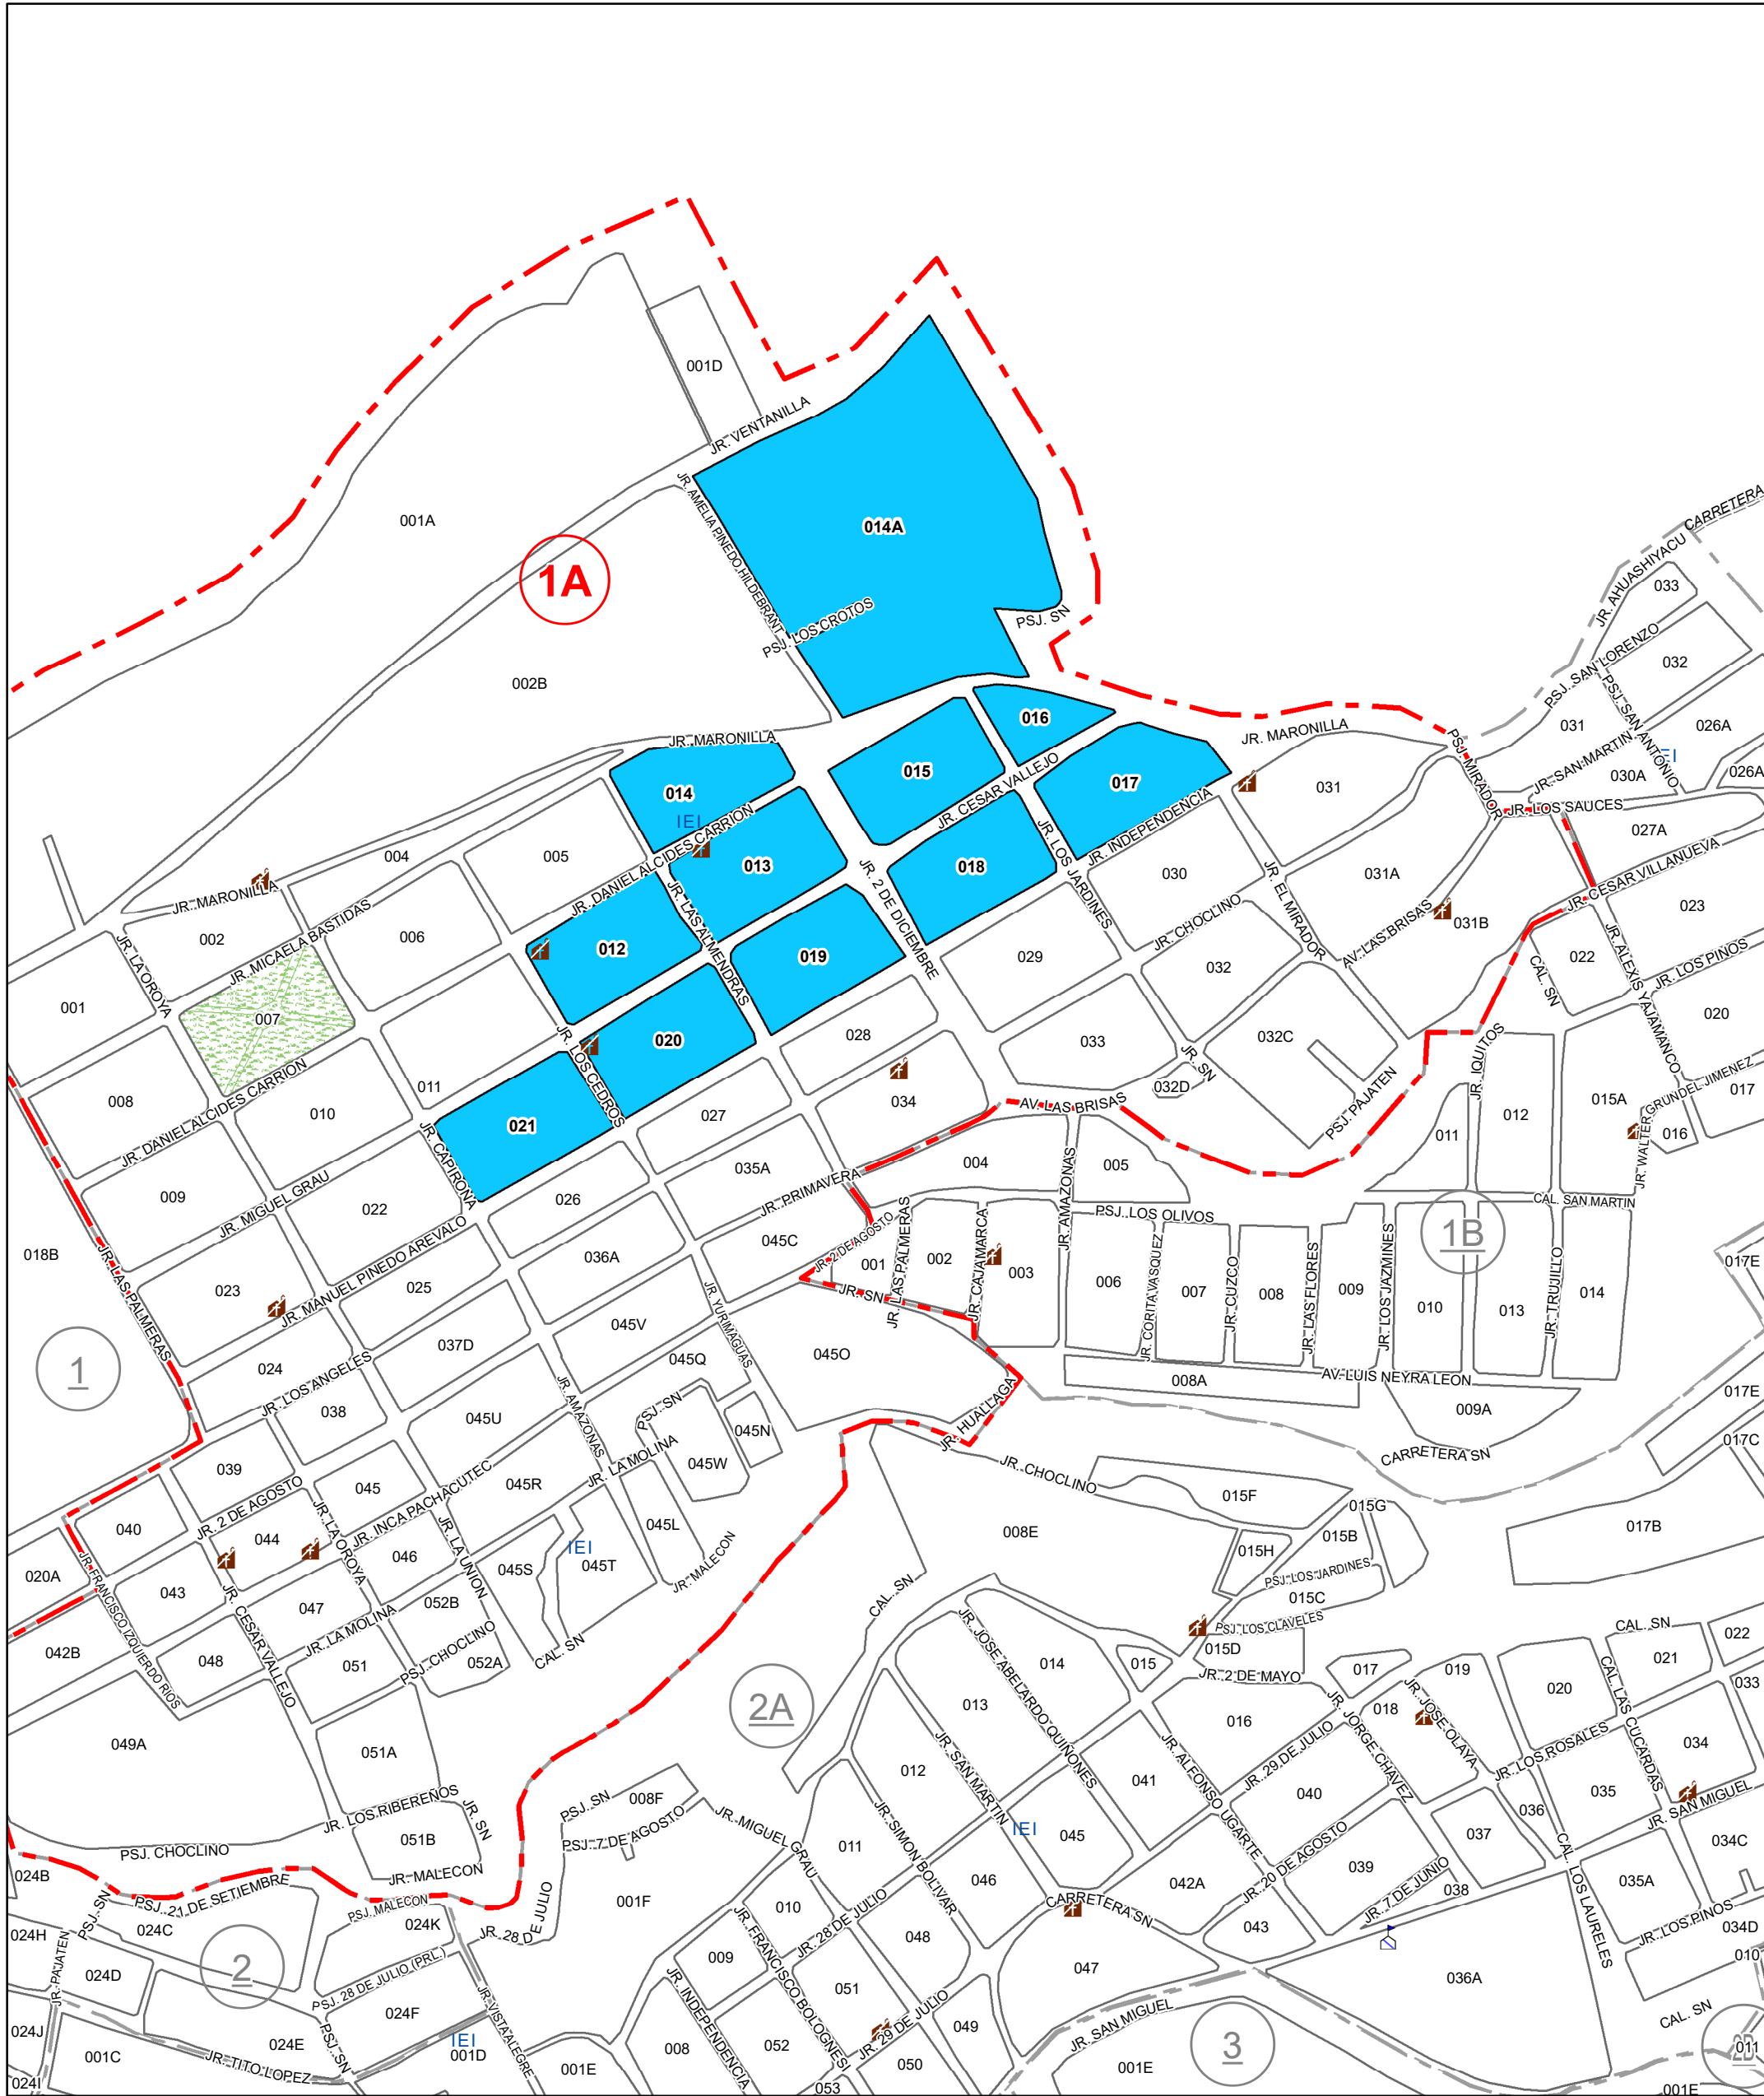 001D
JR. VENTANILLA
JR. AMELIA PINEDO HILDEBRANT
001A
014A
1A
CARRETERA
JR. AHUASHIYACU
033
PSJ. LOS CROTOS
PSJ. SN
PSJ. SAN LORENZO
032
002B
PSJ. SAN ANTONIO
016
031
026A
JR. MARONILLA
JR. MARONILLA
PSJ. MIRADOR
JR. SAN MARTIN
IEI
015
030A
026A
014
JR. CESAR VALLEJO
017
031
JR. LOS SAUCES
IEI
JR. DANIEL ALCIDES CARRION
JR. INDEPENDENCIA
027A
004
005
013
018
JR. LOS JARDINES
030
JR. EL MIRADOR
031A
JR. CESAR VILLANUEVA
JR. MARONILLA
JR. LAS ALMENDRAS
JR. 2 DE DICIEMBRE
JR. CHOCLINO
AV. LAS BRISAS
031B
023
002
JR. MICAELA BASTIDAS
006
012
019
029
032
022
JR. ALEXIS YAJAMANCO
JR. LOS PINOS
JR. LA OROYA
CAL. SN
001
007
020
028
033
032C
JR. IQUITOS
020
JR. LOS CEDROS
JR. SN
032D
011
008
JR. DANIEL ALCIDES CARRION
010
034
AV. LAS BRISAS
PSJ. PAJATEN
012
015A
017
JR. WALTER GRUNDEL JIMENEZ
021
027
011
016
JR. CAPIRONA
035A
004
005
009
JR. MIGUEL GRAU
022
026
JR. PRIMAVERA
JR. AMAZONAS
CAL. SAN MARTIN
018B
JR. MANUEL PINEDO AREVALO
036A
045C
JR. 2 DE AGOSTO
JR. LAS PALMERAS
PSJ. LOS OLIVOS
1B
JR. LAS PALMERAS
025
001
002
JR. CAJAMARCA
003
006
JR. CORITA VASQUEZ
007
JR. CUZCO
008
JR. LAS FLORES
009
JR. LOS JAZMINES
010
013
JR. TRUJILLO
014
017E
023
JR. SN
045V
JR. YURIMAGUAS
037D
045O
045Q
1
024
JR. LOS ANGELES
JR. AMAZONAS
008A
AV. LUIS NEYRA LEON
017E
038
045U
PSJ. SN
JR. HUALLAGA
009A
045N
017C
JR. LA MOLINA
CARRETERA SN
039
045W
JR. CHOCLINO
045
JR. INCA PACHACUTEC
045R
JR. 2 DE AGOSTO
015F
015G
040
044
JR. LA OROYA
045L
008E
015B
017B
JR. LA UNION
046
IEI
015H
020A
JR. FRANCISCO IZQUIERDO RIOS
045S
045T
JR. MALECON
PSJ. LOS JARDINES
043
JR. CESAR VALLEJO
047
052B
CAL. SN
015C
JR. LA MOLINA
PSJ. LOS CLAVELES
042B
048
051
PSJ. CHOCLINO
052A
CAL. SN
JR. JOSE ABELARDO QUIÑONES
015D
CAL. SN
022
014
015
JR. 2 DE MAYO
017
019
021
2A
013
020
CAL. LAS CUCARDAS
033
049A
051A
016
JR. JORGE CHAVEZ
018
JR. JOSE OLAYA
JR. SAN MARTIN
JR. ALFONSO UGARTE
JR. 29 DE JULIO
JR. LOS ROSALES
034
012
041
040
035
JR. SAN MIGUEL
JR. LOS RIBEREÑOS
JR. SN
PSJ. SN
008F
JR. MIGUEL GRAU
JR. SIMON BOLIVAR
IEI
036
PSJ. CHOCLINO
051B
PSJ. 7 DE AGOSTO
011
045
JR. 20 DE AGOSTO
037
CAL. LOS LAURELES
034C
024B
JR. MALECON
046
042A
039
JR. 7 DE JUNIO
038
035A
PSJ. 21 DE SETIEMBRE
PSJ. SN
PSJ. MALECON
JR. 28 DE JULIO
001F
010
JR. 28 DE JULIO
CARRETERA SN
024H
024C
024K
048
043
JR. LOS PINOS
034D
JR. PAJATEN
024D
2
PSJ. 28 DE JULIO (PRL.)
JR. FRANCISCO BOLOGNESI
009
051
047
036A
010
024F
JR. VISTA ALEGRE
JR. INDEPENDENCIA
JR. 29 DE JULIO
049
JR. SAN MIGUEL
CAL. SN
024J
024E
PSJ. SN
IEI
001C
JR. TITO LOPEZ
001D
001E
008
052
050
3
2B
011
024I
053
001E
001E